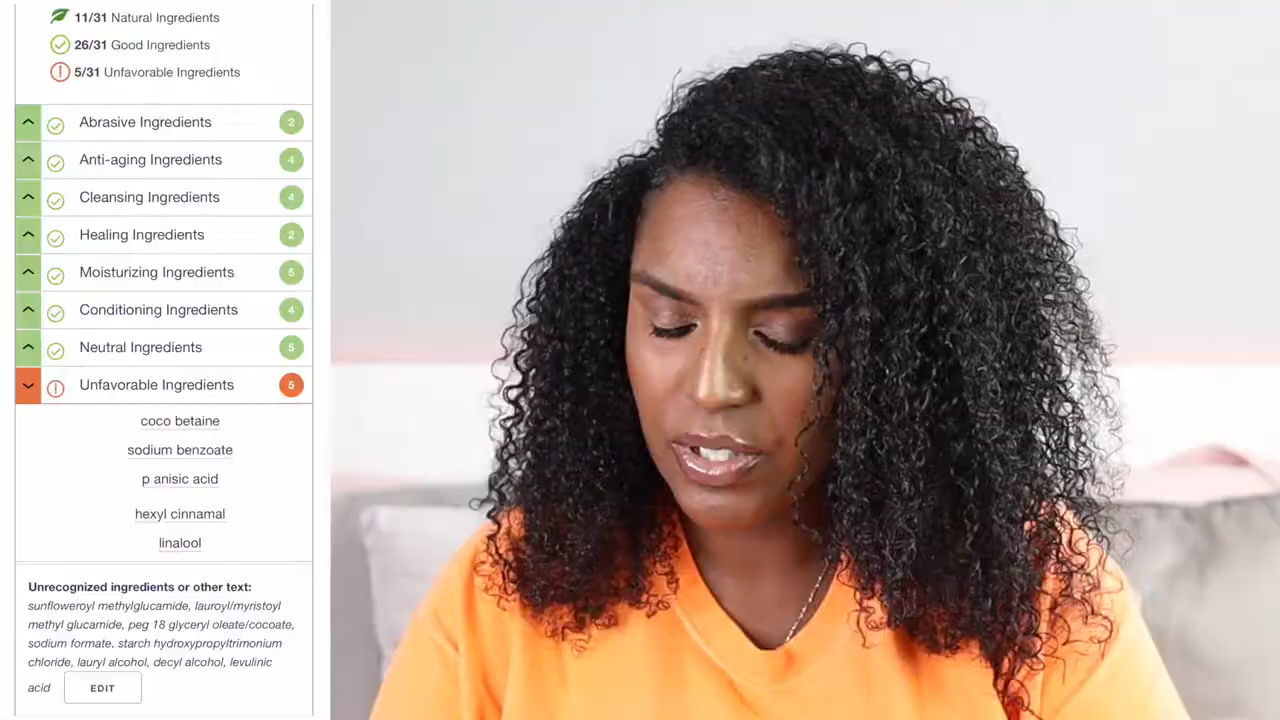 11/31 Natural Ingredients
26/31 Good Ingredients
5/31 Unfavorable Ingredients
Abrasive Ingredients 2
Anti-aging Ingredients 4
Cleansing Ingredients 4
Healing Ingredients 2
Moisturizing Ingredients 5
Conditioning Ingredients 4
Neutral Ingredients 5
Unfavorable Ingredients 5
coco betaine
sodium benzoate
p anisic acid
hexyl cinnamal
linalool
Unrecognized ingredients or other text:
sunfloweroyl methylglucamide, lauroyl/myristoyl
methyl glucamide, peg 18 glyceryl oleate/cocoate,
sodium formate, starch hydroxypropyltrimonium
chloride, lauryl alcohol, decyl alcohol, levulinic
acid EDIT